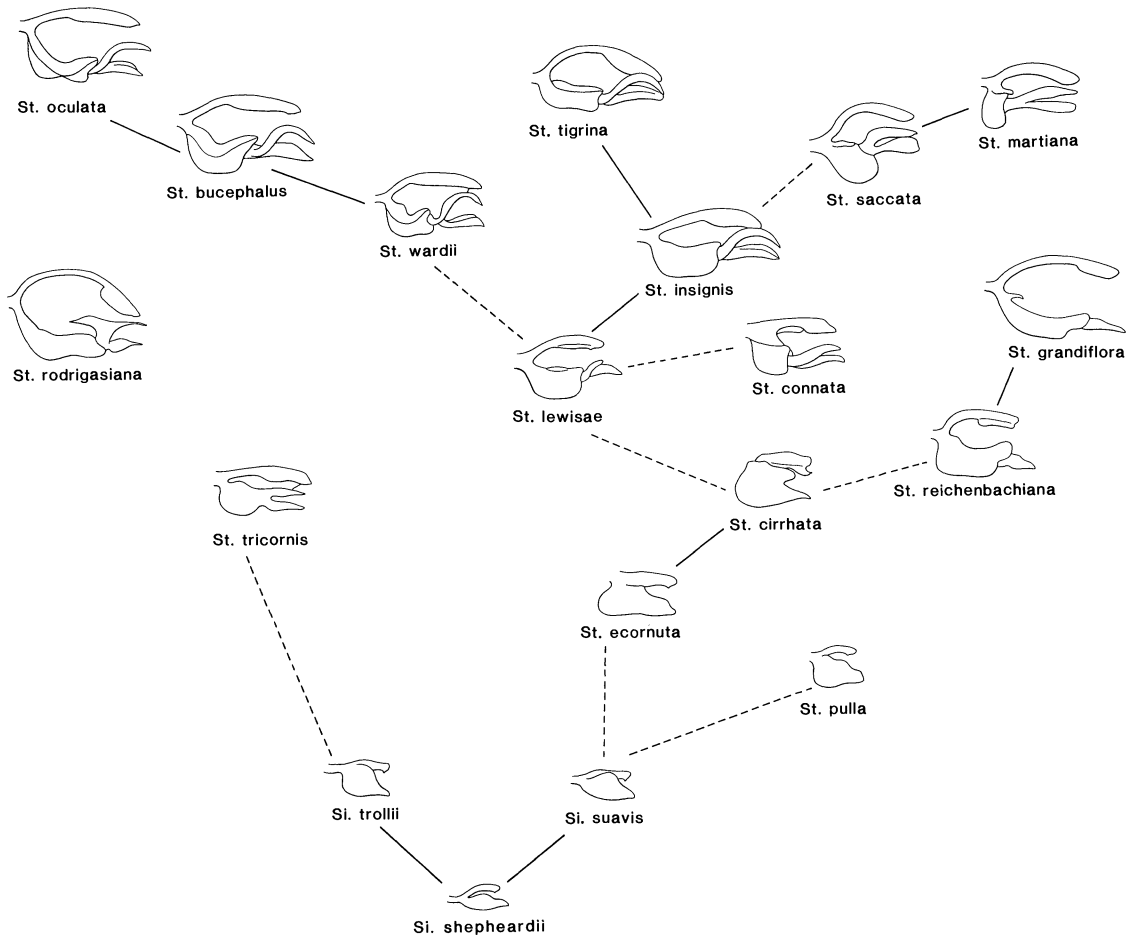 St. oculata
St. tigrina
St. martiana
St. bucephalus
St. saccata
St. wardii
St. insignis
St. grandiflora
St. rodrigasiana
St. connata
St. lewisae
St. reichenbachiana
St. cirrhata
St. tricornis
St. ecornuta
St. pulla
Si. trollii
Si. suavis
Si. shepheardii